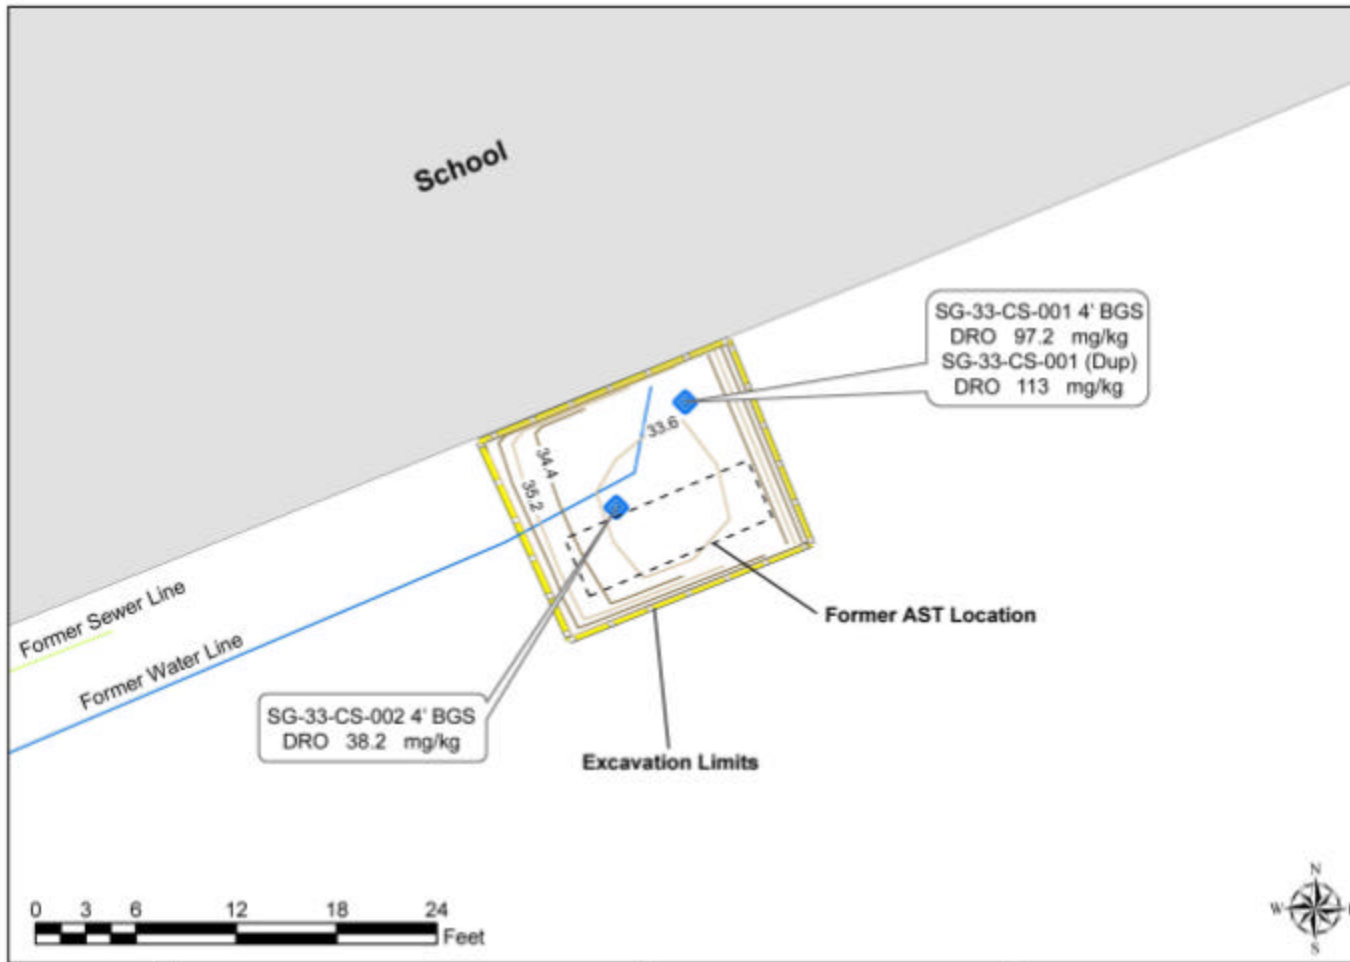 School
SG-33-CS-001 4' BGS
DRO 97.2 mg/kg
SG-33-CS-001 (Dup)
DRO 113 mg/kg
33.6
34.4
35.2
Former AST Location
Former Sewer Line
Former Water Line
SG-33-CS-002 4' BGS
DRO 38.2 mg/kg
Excavation Limits
0 3 6 12 18 24
Feet
N
W
S